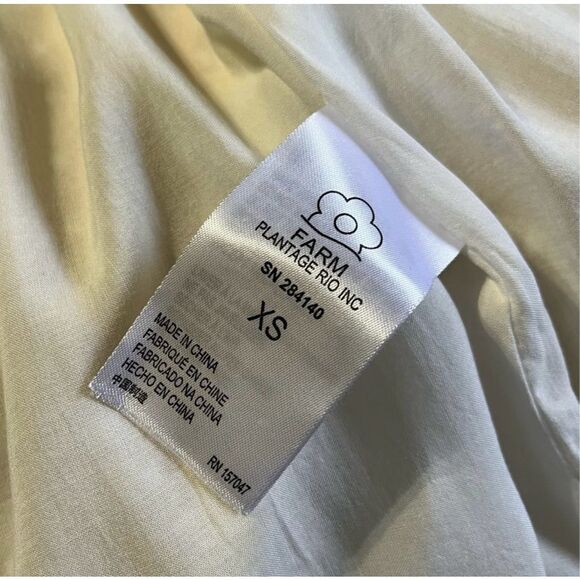 FARM
PLANTAGE RIO INC
SN 284140
XS
MADE IN CHINA
FABRIQUÉ EN CHINE
FABRICADO NA CHINA
HECHO EN CHINA
中国制造
RN 157047